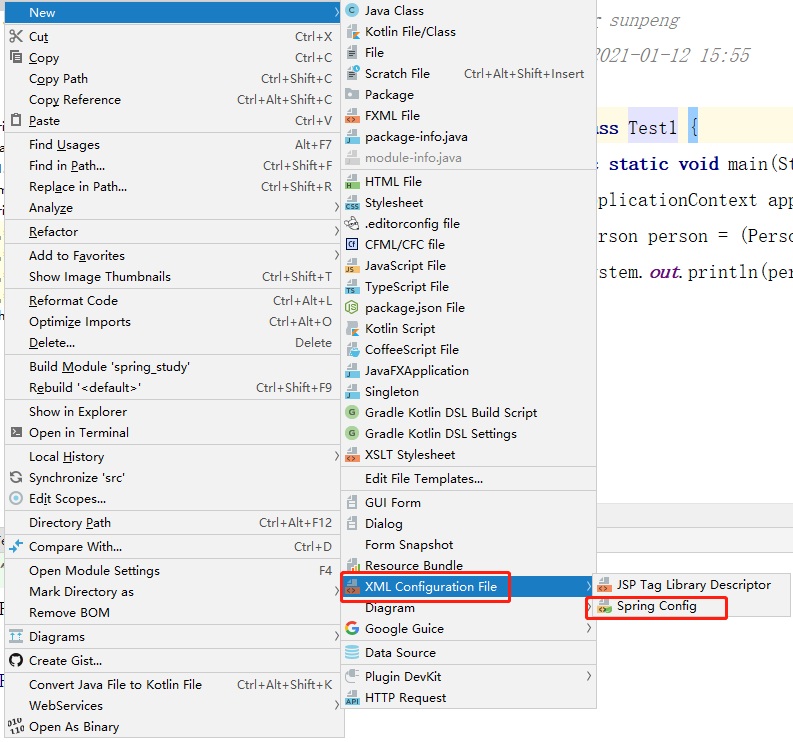 New
Cut Ctrl+X
Copy Ctrl+C
Copy Path Ctrl+Shift+C
Copy Reference Ctrl+Alt+Shift+C
Paste Ctrl+V
Find Usages Alt+F7
Find in Path... Ctrl+Shift+F
Replace in Path... Ctrl+Shift+R
Analyze
Refactor
Add to Favorites
Show Image Thumbnails Ctrl+Shift+T
Reformat Code Ctrl+Alt+L
Optimize Imports Ctrl+Alt+O
Delete... Delete
Build Module 'spring_study'
Rebuild '<default>' Ctrl+Shift+F9
Show in Explorer
Open in Terminal
Local History
Synchronize 'src'
Edit Scopes...
Directory Path Ctrl+Alt+F12
Compare With... Ctrl+D
Open Module Settings F4
Mark Directory as
Remove BOM
Diagrams
Create Gist...
Convert Java File to Kotlin File Ctrl+Alt+Shift+K
WebServices
Open As Binary
Java Class
Kotlin File/Class
File
Scratch File Ctrl+Alt+Shift+Insert
Package
FXML File
package-info.java
module-info.java
HTML File
Stylesheet
.editorconfig file
CFML/CFC file
JavaScript File
TypeScript File
package.json File
Kotlin Script
CoffeeScript File
JavaFXApplication
Singleton
Gradle Kotlin DSL Build Script
Gradle Kotlin DSL Settings
XSLT Stylesheet
Edit File Templates...
GUI Form
Dialog
Form Snapshot
Resource Bundle
XML Configuration File
Diagram
Google Guice
Data Source
Plugin DevKit
HTTP Request
JSP Tag Library Descriptor
Spring Config
sunpeng
2021-01-12 15:55
ass Test1 {
static void main(St
plicationContext app
erson person = (Perso
stem.out.println(per